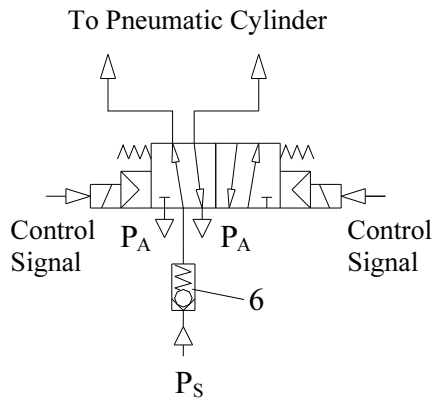 To Pneumatic Cylinder
Control
Signal
P_A
P_A
Control
Signal
6
P_S